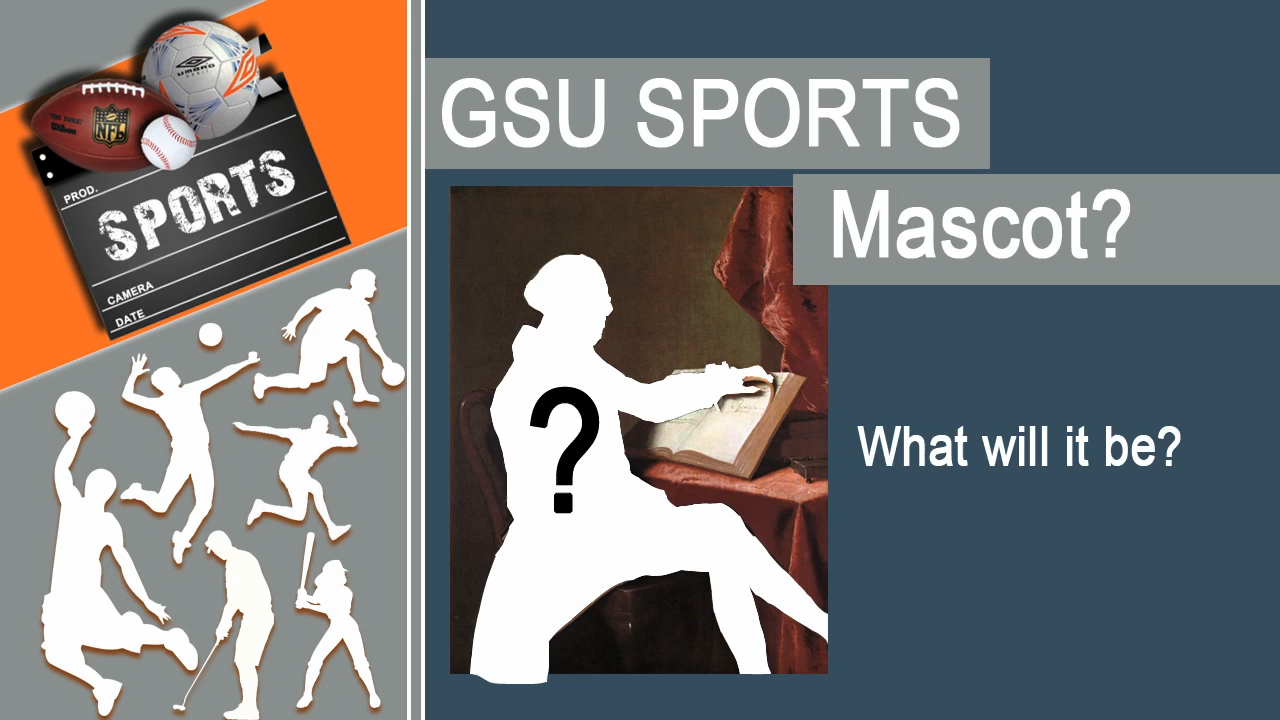 UMBRO
NFL
Wilson
PROD.
SPORTS
CAMERA
DATE
GSU SPORTS
Mascot?
?
What will it be?